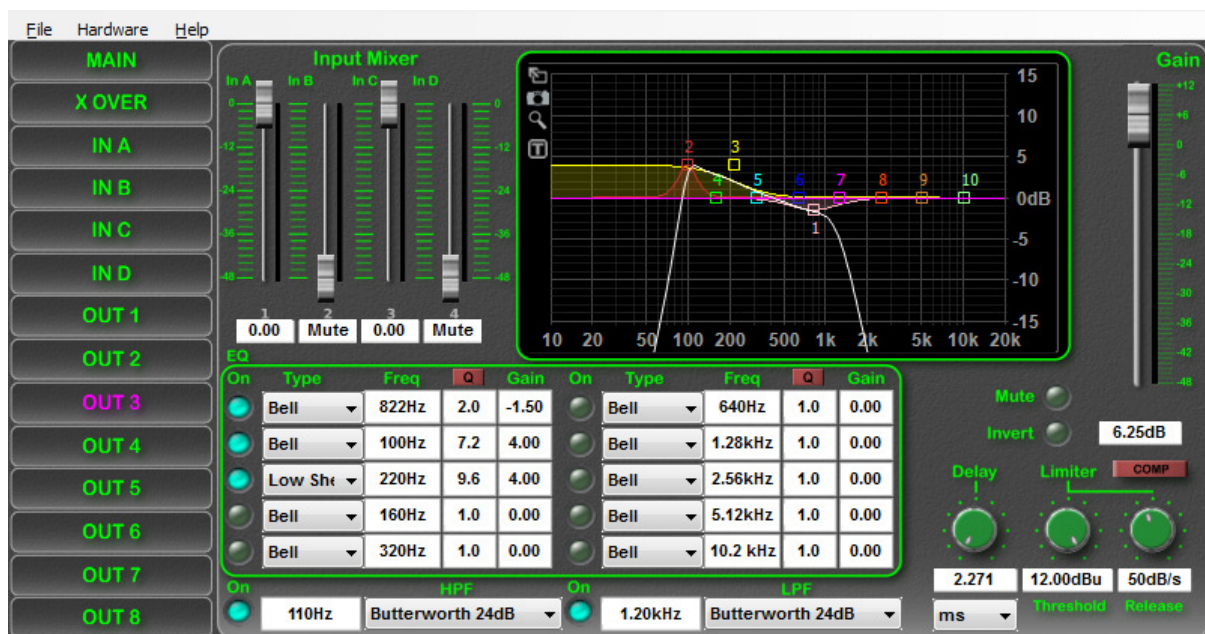 File Hardware Help
MAIN
X OVER
IN A
IN B
IN C
IN D
OUT 1
OUT 2
OUT 3
OUT 4
OUT 5
OUT 6
OUT 7
OUT 8
Input Mixer
In A In B In C In D
0 0
-12 -12
-24 -24
-36 -36
-48 -48
1 2 3 4
0.00 Mute 0.00 Mute
T
15
10
5
0dB
-5
-10
-15
2 3
4 5 6 7 8 9 10
1
10 20 50 100 200 500 1k 2k 5k 10k 20k
Gain
+12
+6
0
-6
-12
-18
-24
-30
-36
-42
-48
EQ
On Type Freq Q Gain On Type Freq Q Gain
Bell 822Hz 2.0 -1.50 Bell 640Hz 1.0 0.00
Bell 100Hz 7.2 4.00 Bell 1.28kHz 1.0 0.00
Low She 220Hz 9.6 4.00 Bell 2.56kHz 1.0 0.00
Bell 160Hz 1.0 0.00 Bell 5.12kHz 1.0 0.00
Bell 320Hz 1.0 0.00 Bell 10.2 kHz 1.0 0.00
On HPF On LPF
110Hz Butterworth 24dB 1.20kHz Butterworth 24dB
Mute
Invert 6.25dB
Delay Limiter COMP
2.271 12.00dBu 50dB/s
ms Threshold Release